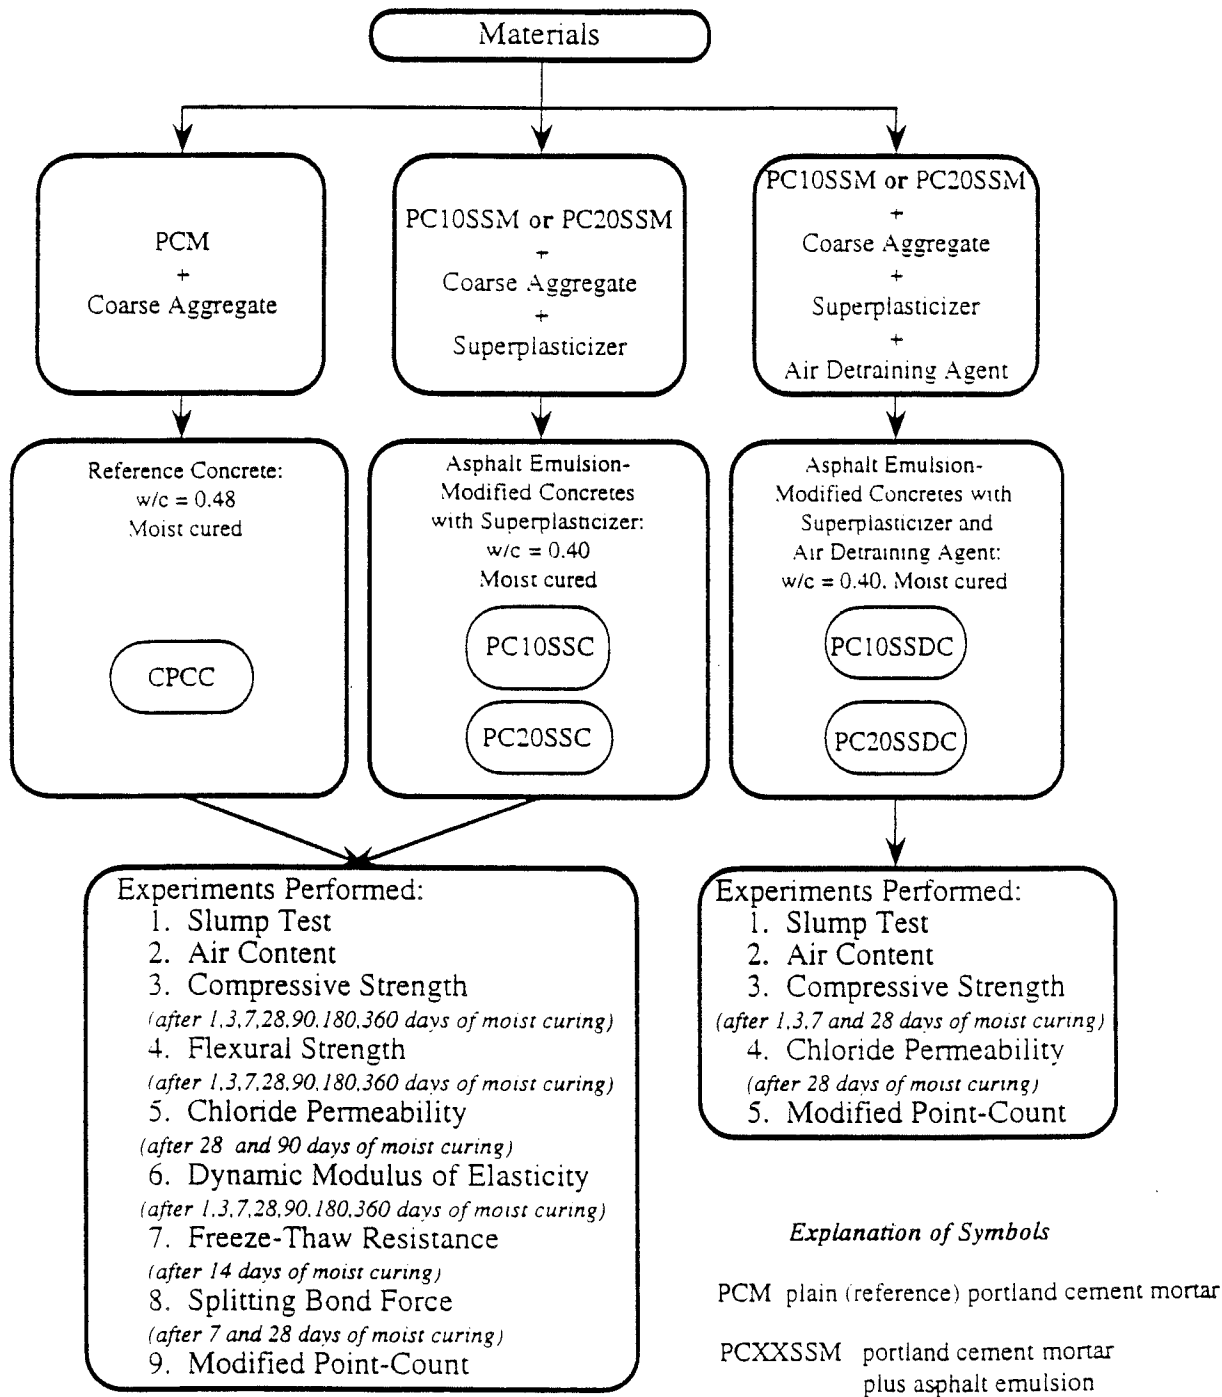 Materials
PCM
+
Coarse Aggregate
PC10SSM or PC20SSM
+
Coarse Aggregate
+
Superplasticizer
PC10SSM or PC20SSM
+
Coarse Aggregate
+
Superplasticizer
+
Air Detraining Agent
Reference Concrete:
w/c = 0.48
Moist cured
CPCC
Asphalt Emulsion-
Modified Concretes
with Superplasticizer:
w/c = 0.40
Moist cured
PC10SSC
PC20SSC
Asphalt Emulsion-
Modified Concretes with
Superplasticizer and
Air Detraining Agent:
w/c = 0.40. Moist cured
PC10SSDC
PC20SSDC
Experiments Performed:
1. Slump Test
2. Air Content
3. Compressive Strength
(after 1,3,7,28,90,180,360 days of moist curing)
4. Flexural Strength
(after 1,3,7,28,90,180,360 days of moist curing)
5. Chloride Permeability
(after 28 and 90 days of moist curing)
6. Dynamic Modulus of Elasticity
(after 1,3,7,28,90,180,360 days of moist curing)
7. Freeze-Thaw Resistance
(after 14 days of moist curing)
8. Splitting Bond Force
(after 7 and 28 days of moist curing)
9. Modified Point-Count
Experiments Performed:
1. Slump Test
2. Air Content
3. Compressive Strength
(after 1,3,7 and 28 days of moist curing)
4. Chloride Permeability
(after 28 days of moist curing)
5. Modified Point-Count
Explanation of Symbols
PCM plain (reference) portland cement mortar
PCXXSSM portland cement mortar
plus asphalt emulsion